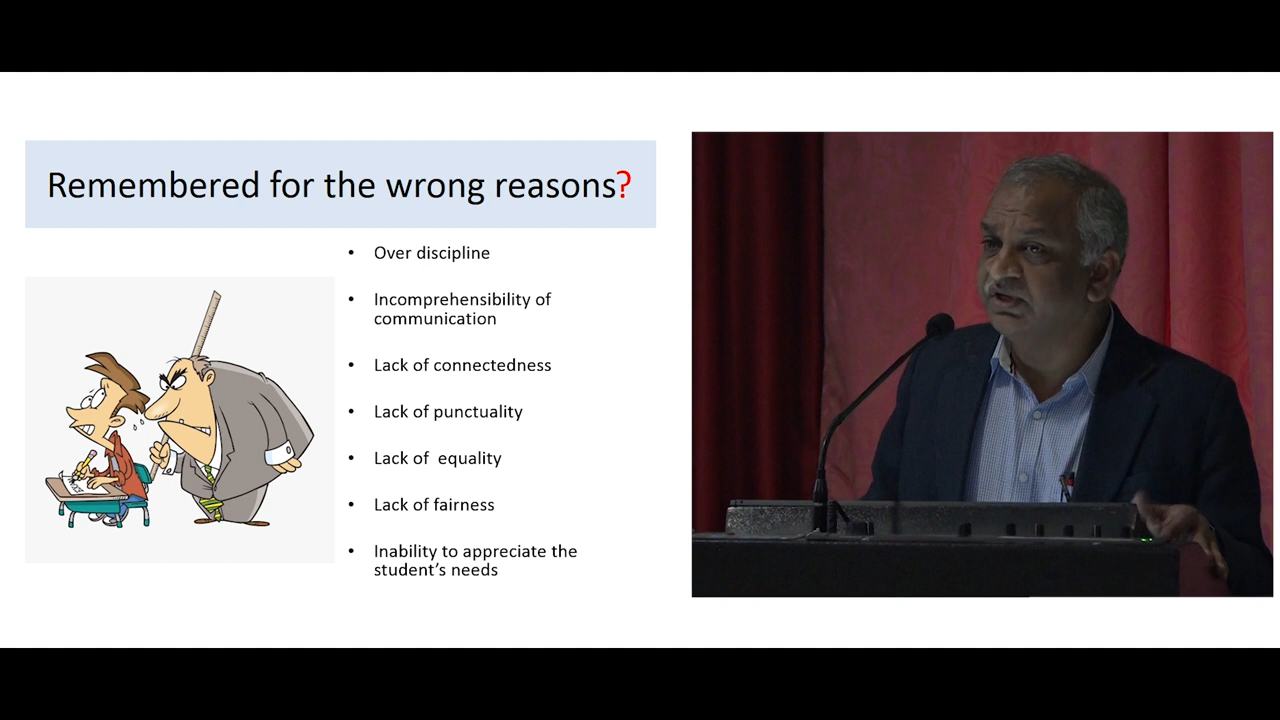 Remembered for the wrong reasons?
• Over discipline
• Incomprehensibility of
communication
• Lack of connectedness
• Lack of punctuality
• Lack of  equality
• Lack of fairness
• Inability to appreciate the
student’s needs